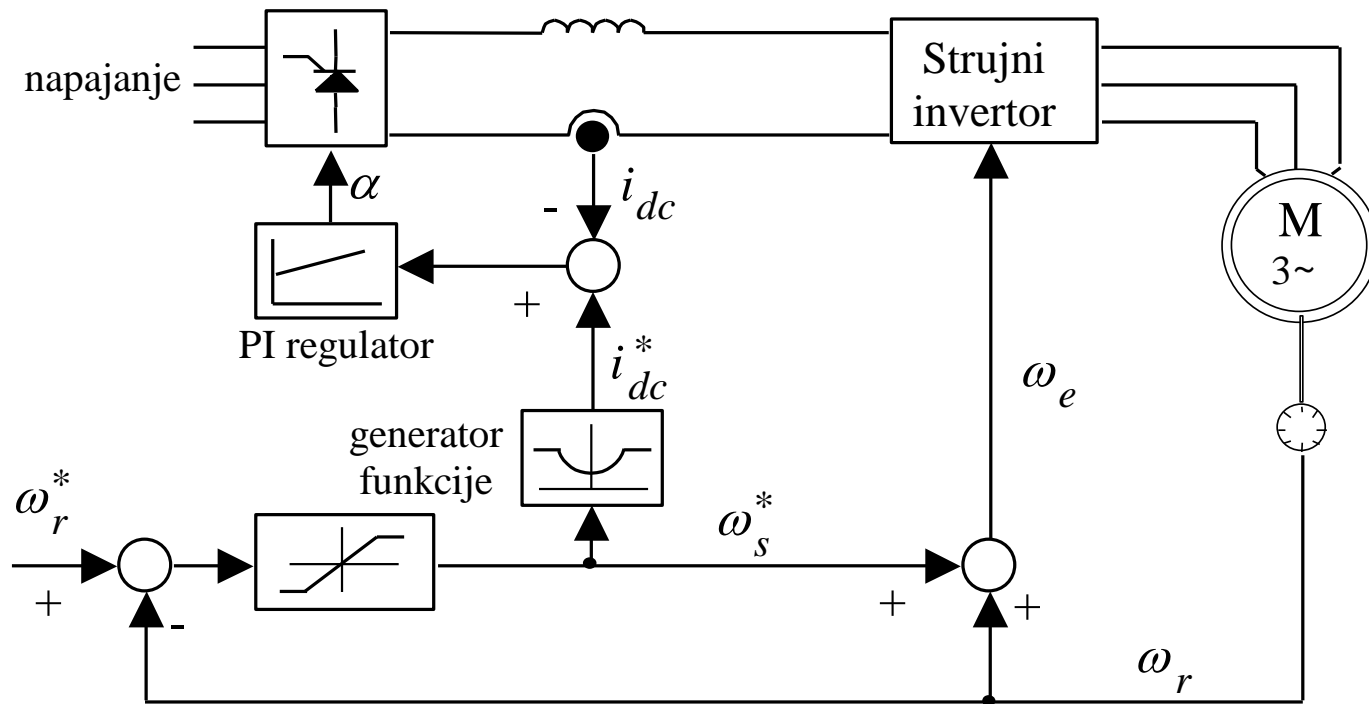 napajanje
Strujni
invertor
α
-
i_dc
M
3~
+
PI regulator
i*_dc
ω_e
generator
funkcije
ω*_r
ω*_s
+
-
+
+
ω_r